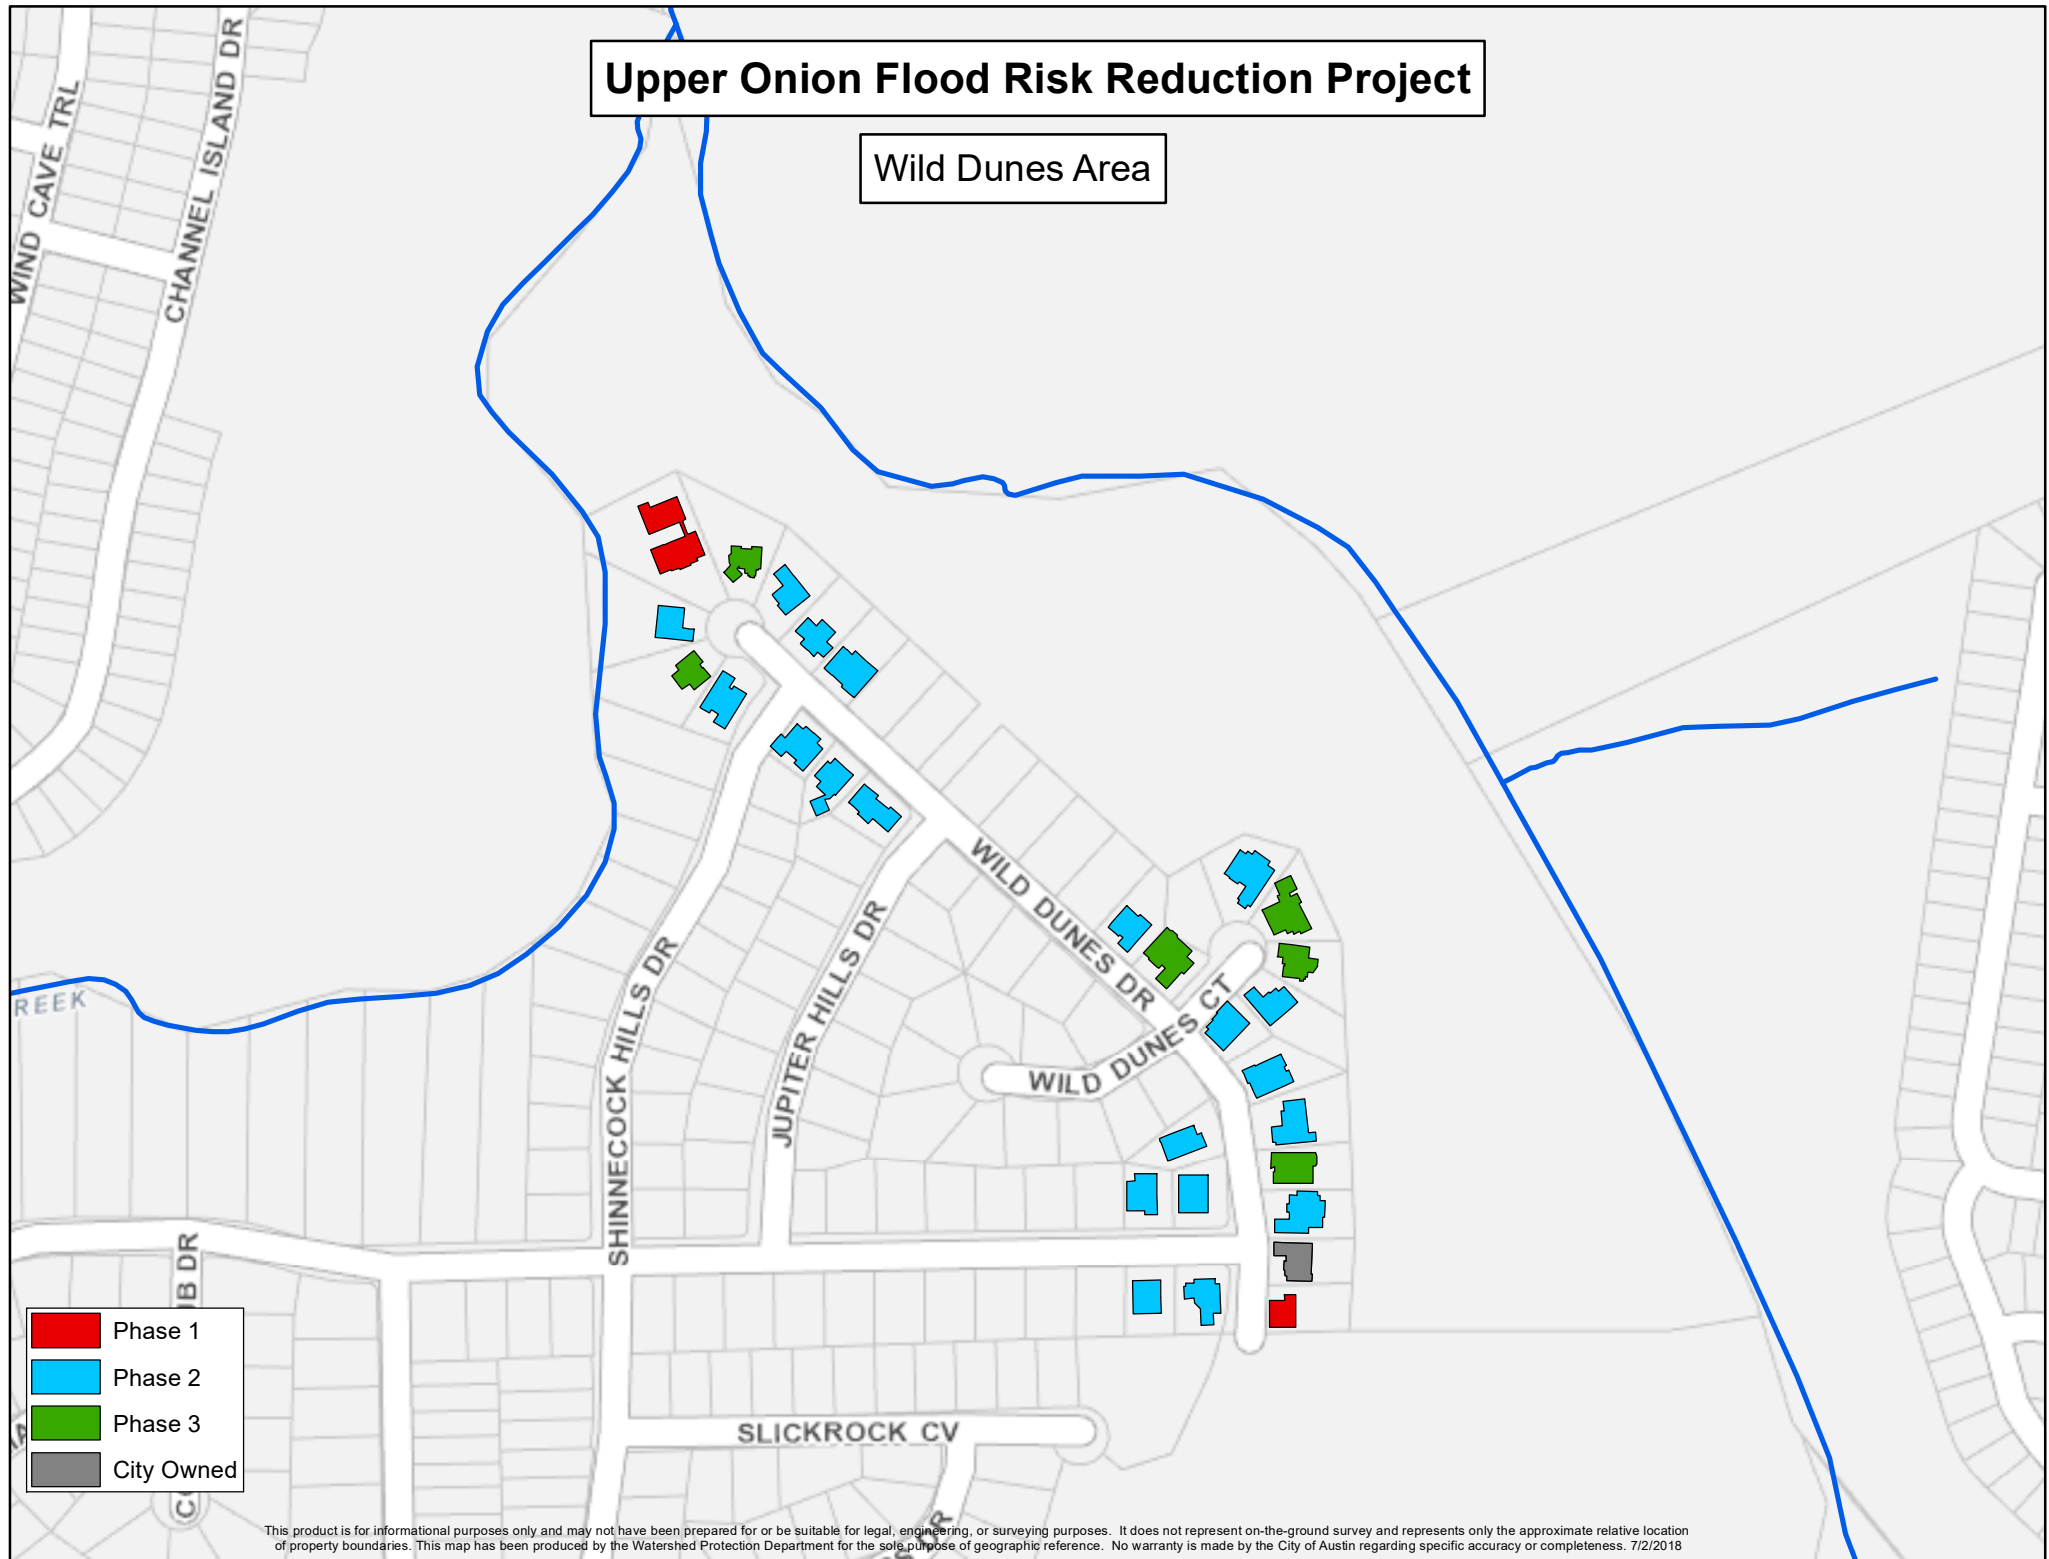 Upper Onion Flood Risk Reduction Project
Wild Dunes Area
WIND CAVE TRL
CHANNEL ISLAND DR
WILD DUNES DR
WILD DUNES CT
SHINNECOCK HILLS DR
JUPITER HILLS DR
REEK
SLICKROCK CV
UB DR
DR
Phase 1
Phase 2
Phase 3
City Owned
This product is for informational purposes only and may not have been prepared for or be suitable for legal, engineering, or surveying purposes. It does not represent on-the-ground survey and represents only the approximate relative location
of property boundaries. This map has been produced by the Watershed Protection Department for the sole purpose of geographic reference. No warranty is made by the City of Austin regarding specific accuracy or completeness. 7/2/2018